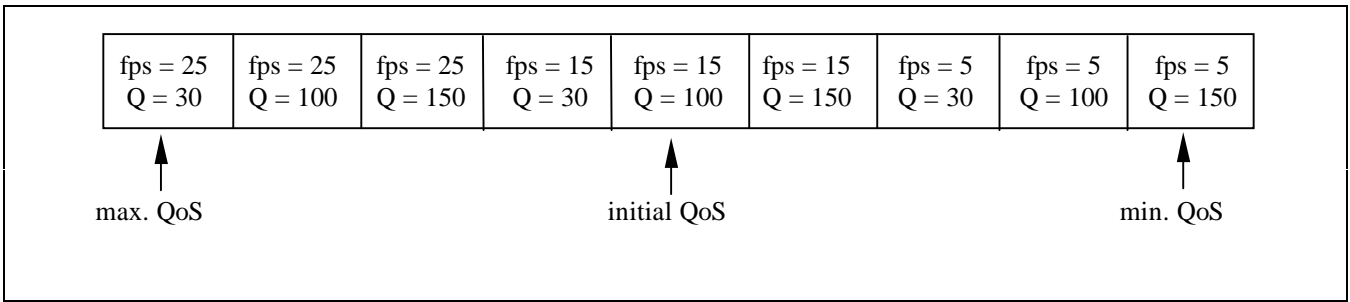 fps = 25
Q = 30
fps = 25
Q = 100
fps = 25
Q = 150
fps = 15
Q = 30
fps = 15
Q = 100
fps = 15
Q = 150
fps = 5
Q = 30
fps = 5
Q = 100
fps = 5
Q = 150
max. QoS
initial QoS
min. QoS